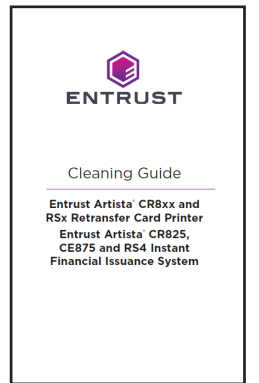 ENTRUST
Cleaning Guide
Entrust Artista® CR8xx and
RSx Retransfer Card Printer
Entrust Artista® CR825,
CE875 and RS4 Instant
Financial Issuance System